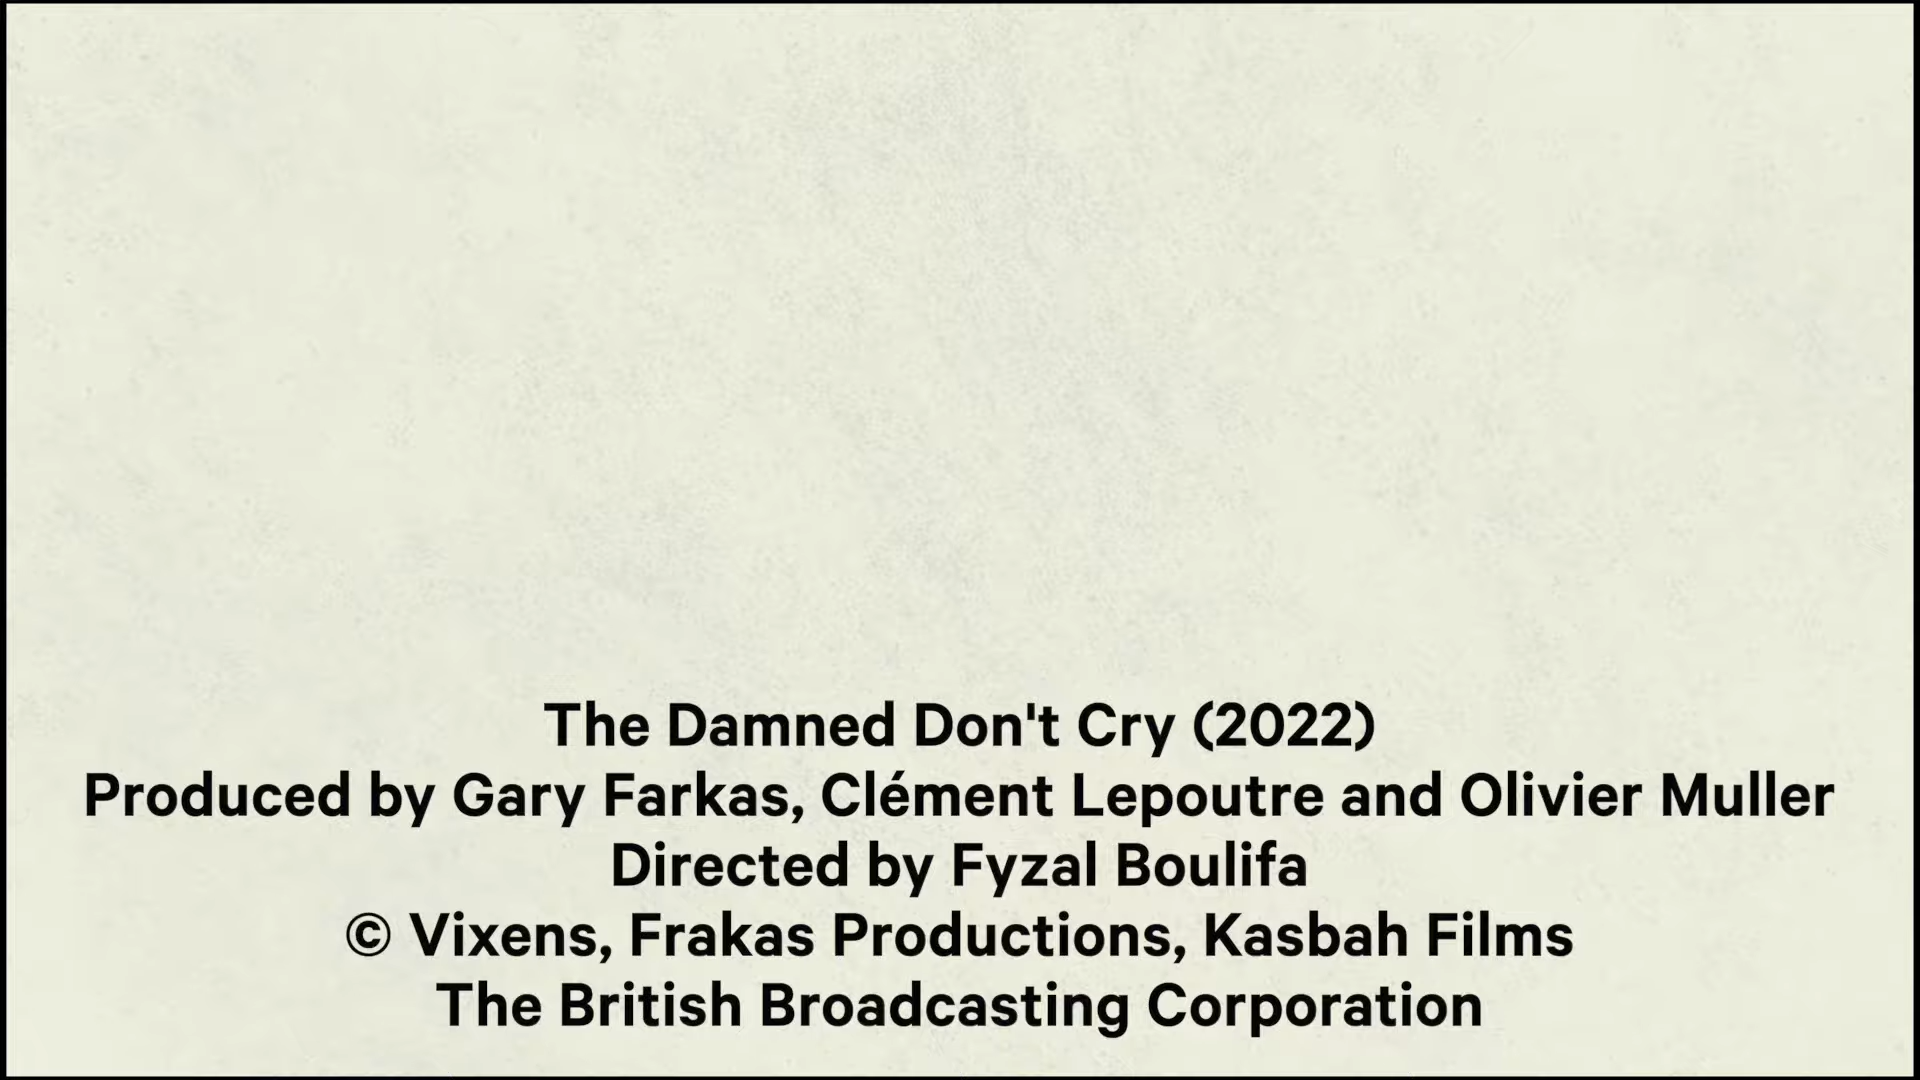 The Damned Don't Cry (2022)
Produced by Gary Farkas, Clément Lepoutre and Olivier Muller
Directed by Fyzal Boulifa
© Vixens, Frakas Productions, Kasbah Films
The British Broadcasting Corporation